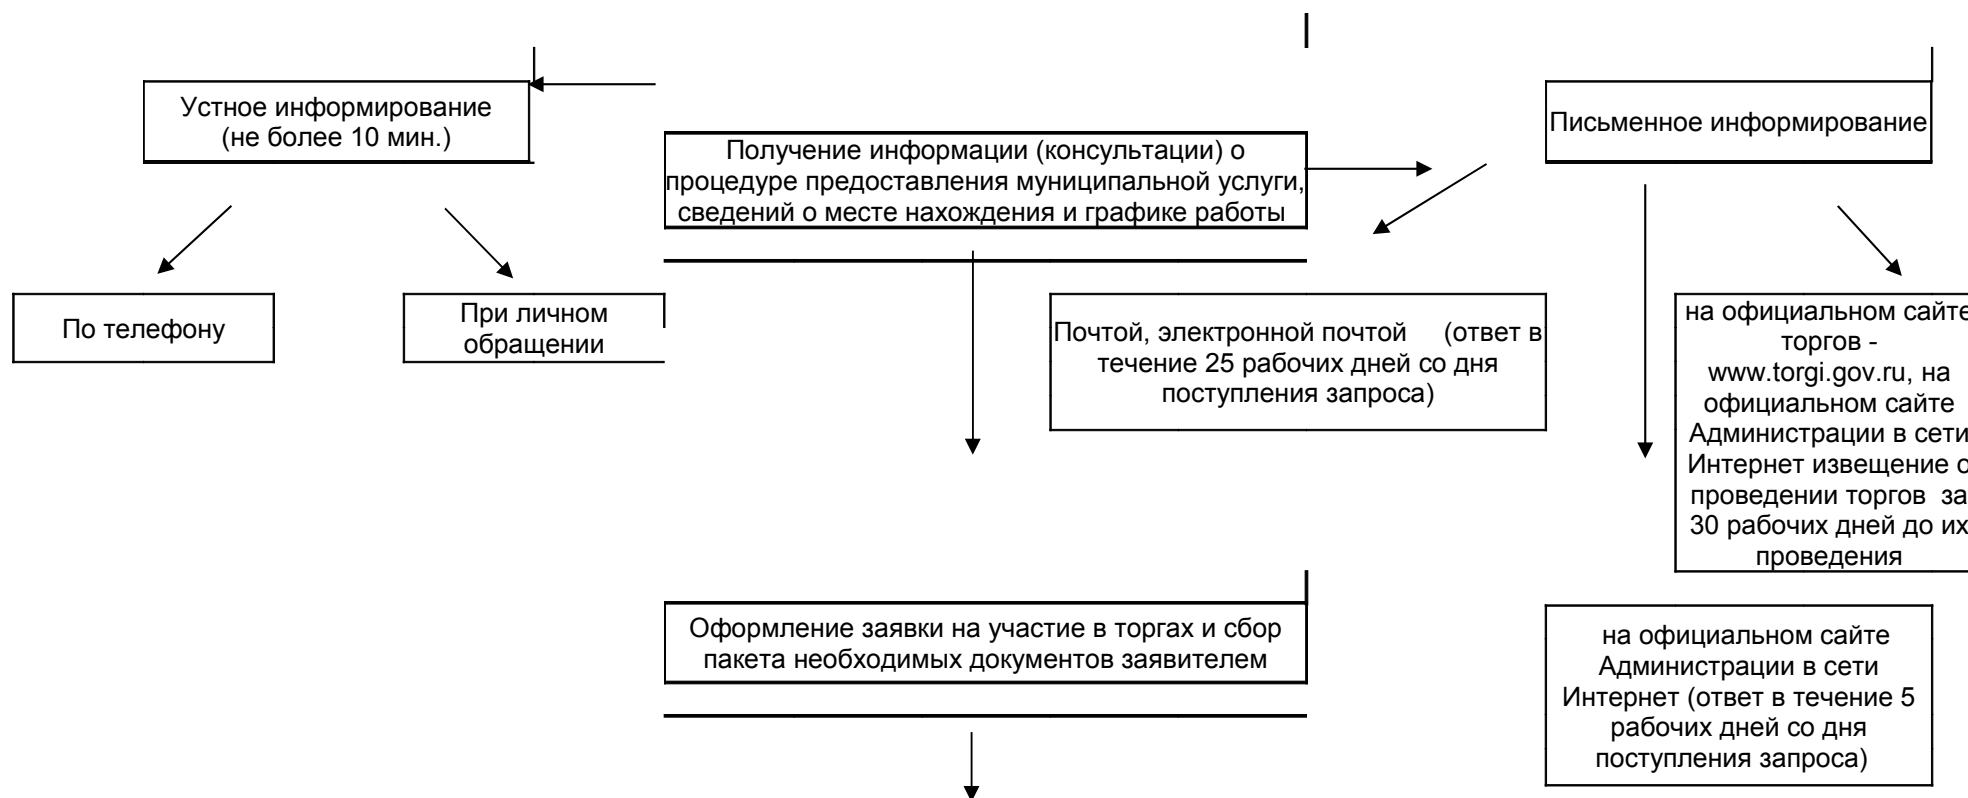 Устное информирование
(не более 10 мин.)
Письменное информирование
Получение информации (консультации) о
процедуре предоставления муниципальной услуги,
сведений о месте нахождения и графике работы
По телефону
При личном
обращении
Почтой, электронной почтой (ответ в
течение 25 рабочих дней со дня
поступления запроса)
на официальном сайте
торгов -
www.torgi.gov.ru, на
официальном сайте
Администрации в сети
Интернет извещение о
проведении торгов за
30 рабочих дней до их
проведения
Оформление заявки на участие в торгах и сбор
пакета необходимых документов заявителем
на официальном сайте
Администрации в сети
Интернет (ответ в течение 5
рабочих дней со дня
поступления запроса)